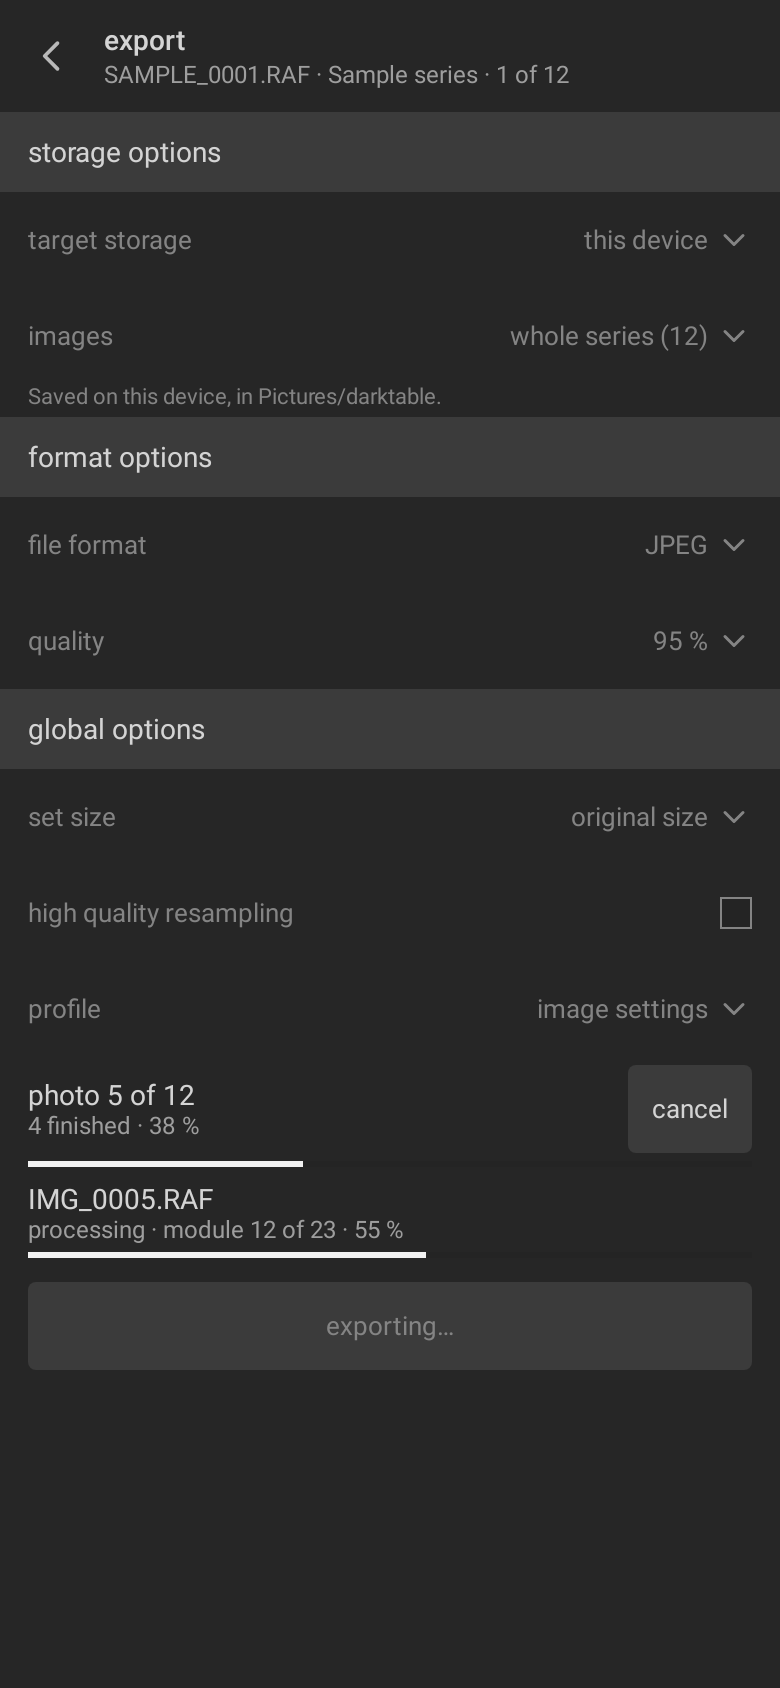 export
SAMPLE_0001.RAF · Sample series · 1 of 12
storage options
target storage this device
images whole series (12)
Saved on this device, in Pictures/darktable.
format options
file format JPEG
quality 95 %
global options
set size original size
high quality resampling
profile image settings
photo 5 of 12
4 finished · 38 %
cancel
IMG_0005.RAF
processing · module 12 of 23 · 55 %
exporting…